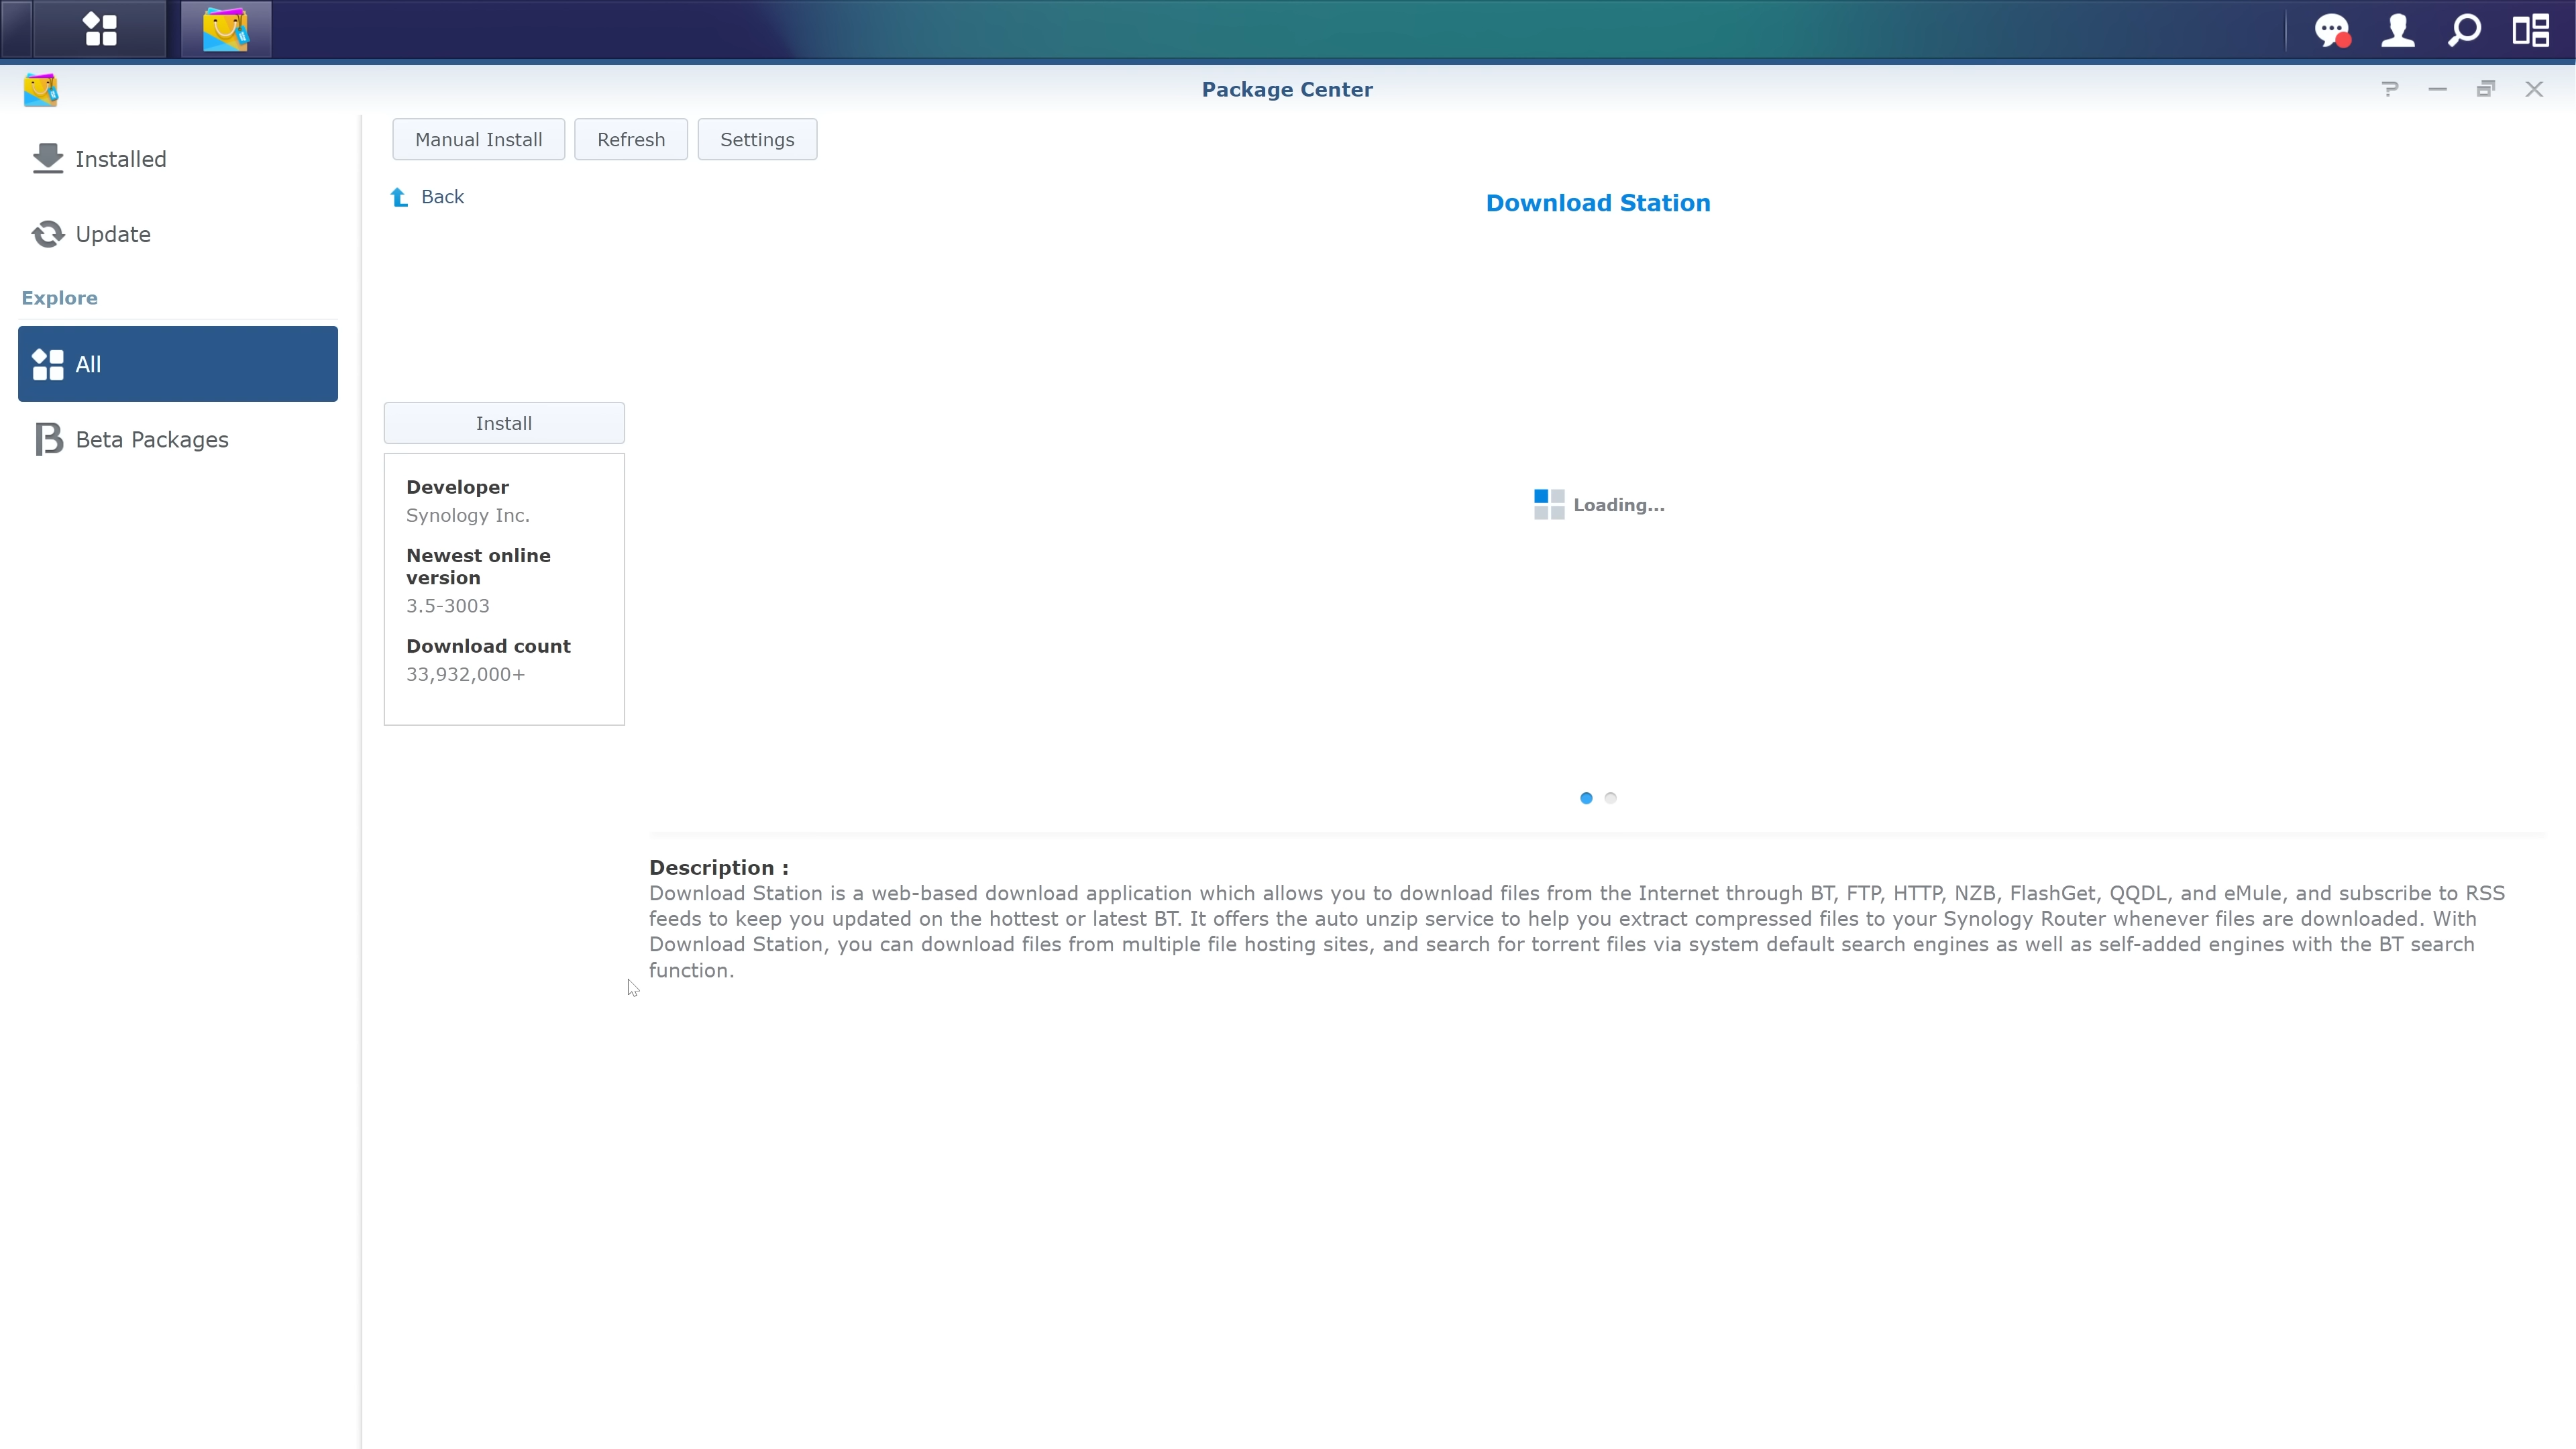 Package Center
Installed
Update
Explore
All
Beta Packages
Manual Install
Refresh
Settings
Back
Download Station
Install
Developer
Synology Inc.
Newest online
version
3.5-3003
Download count
33,932,000+
Loading...
Description :
Download Station is a web-based download application which allows you to download files from the Internet through BT, FTP, HTTP, NZB, FlashGet, QQDL, and eMule, and subscribe to RSS
feeds to keep you updated on the hottest or latest BT. It offers the auto unzip service to help you extract compressed files to your Synology Router whenever files are downloaded. With
Download Station, you can download files from multiple file hosting sites, and search for torrent files via system default search engines as well as self-added engines with the BT search
function.